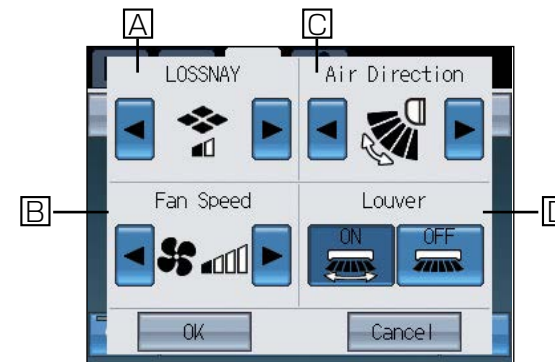 A
C
LOSSNAY
Air Direction
B
Fan Speed
Louver
D
ON
OFF
OK
Cancel